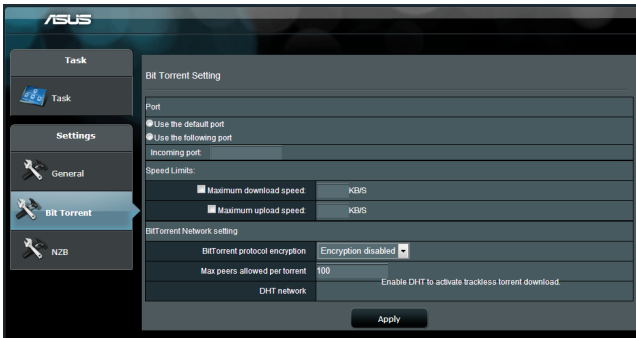 ASUS
Task
Task
Settings
General
Bit Torrent
NZB
Bit Torrent Setting
Port
Use the default port
Use the following port
Incoming port:
Speed Limits:
Maximum download speed: KB/S
Maximum upload speed: KB/S
BitTorrent Network setting
BitTorrent protocol encryption Encryption disabled
Max peers allowed per torrent 100
DHT network Enable DHT to activate trackless torrent download.
Apply